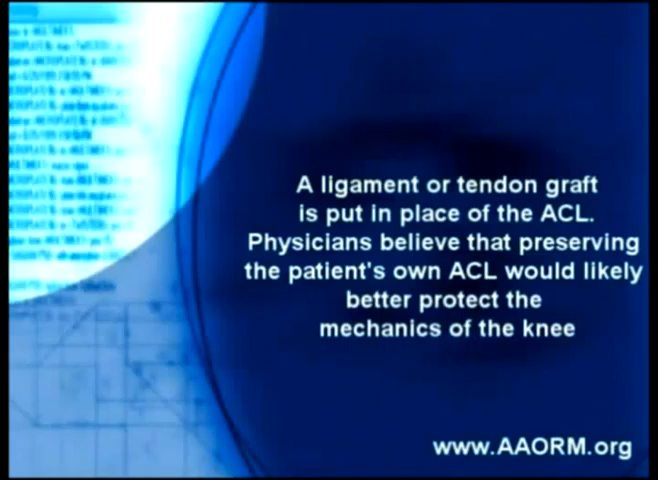 A ligament or tendon graft
is put in place of the ACL.
Physicians believe that preserving
the patient's own ACL would likely
better protect the
mechanics of the knee
www.AAORM.org